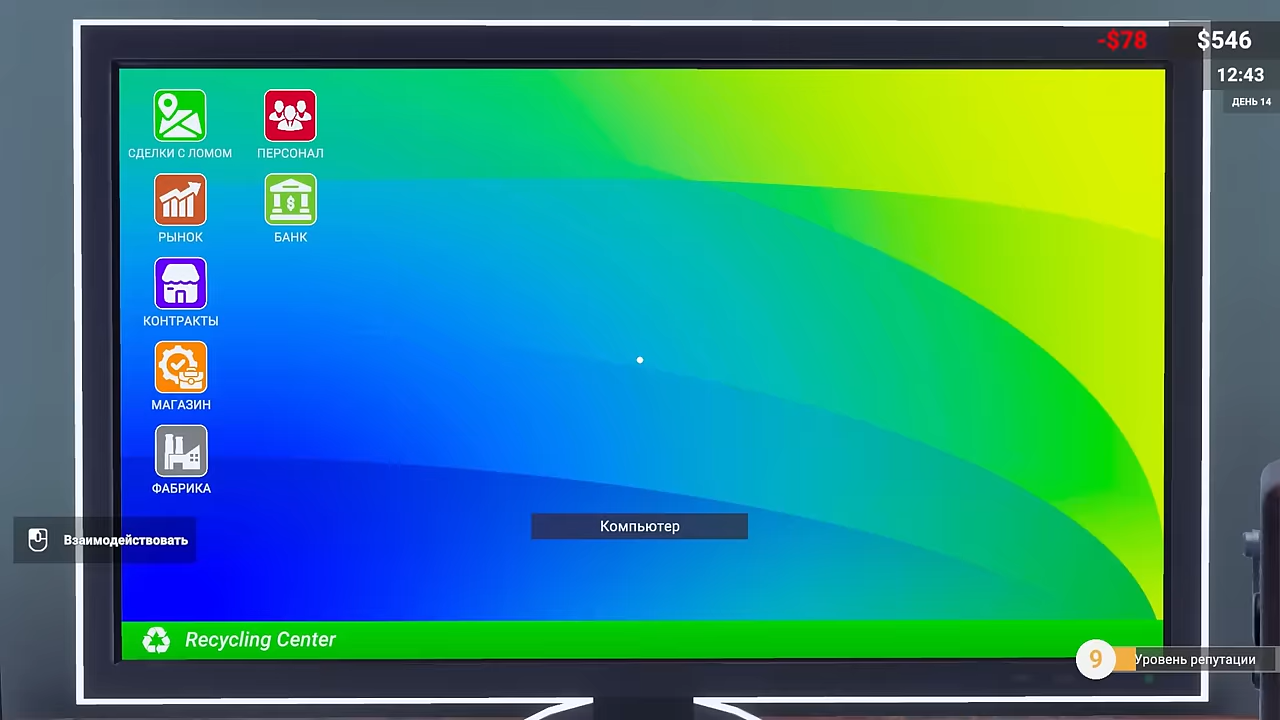 -$78
$546
12:43
ДЕНЬ 14
СДЕЛКИ С ЛОМОМ
ПЕРСОНАЛ
РЫНОК
БАНК
КОНТРАКТЫ
МАГАЗИН
ФАБРИКА
Компьютер
Взаимодействовать
Recycling Center
9
Уровень репутации